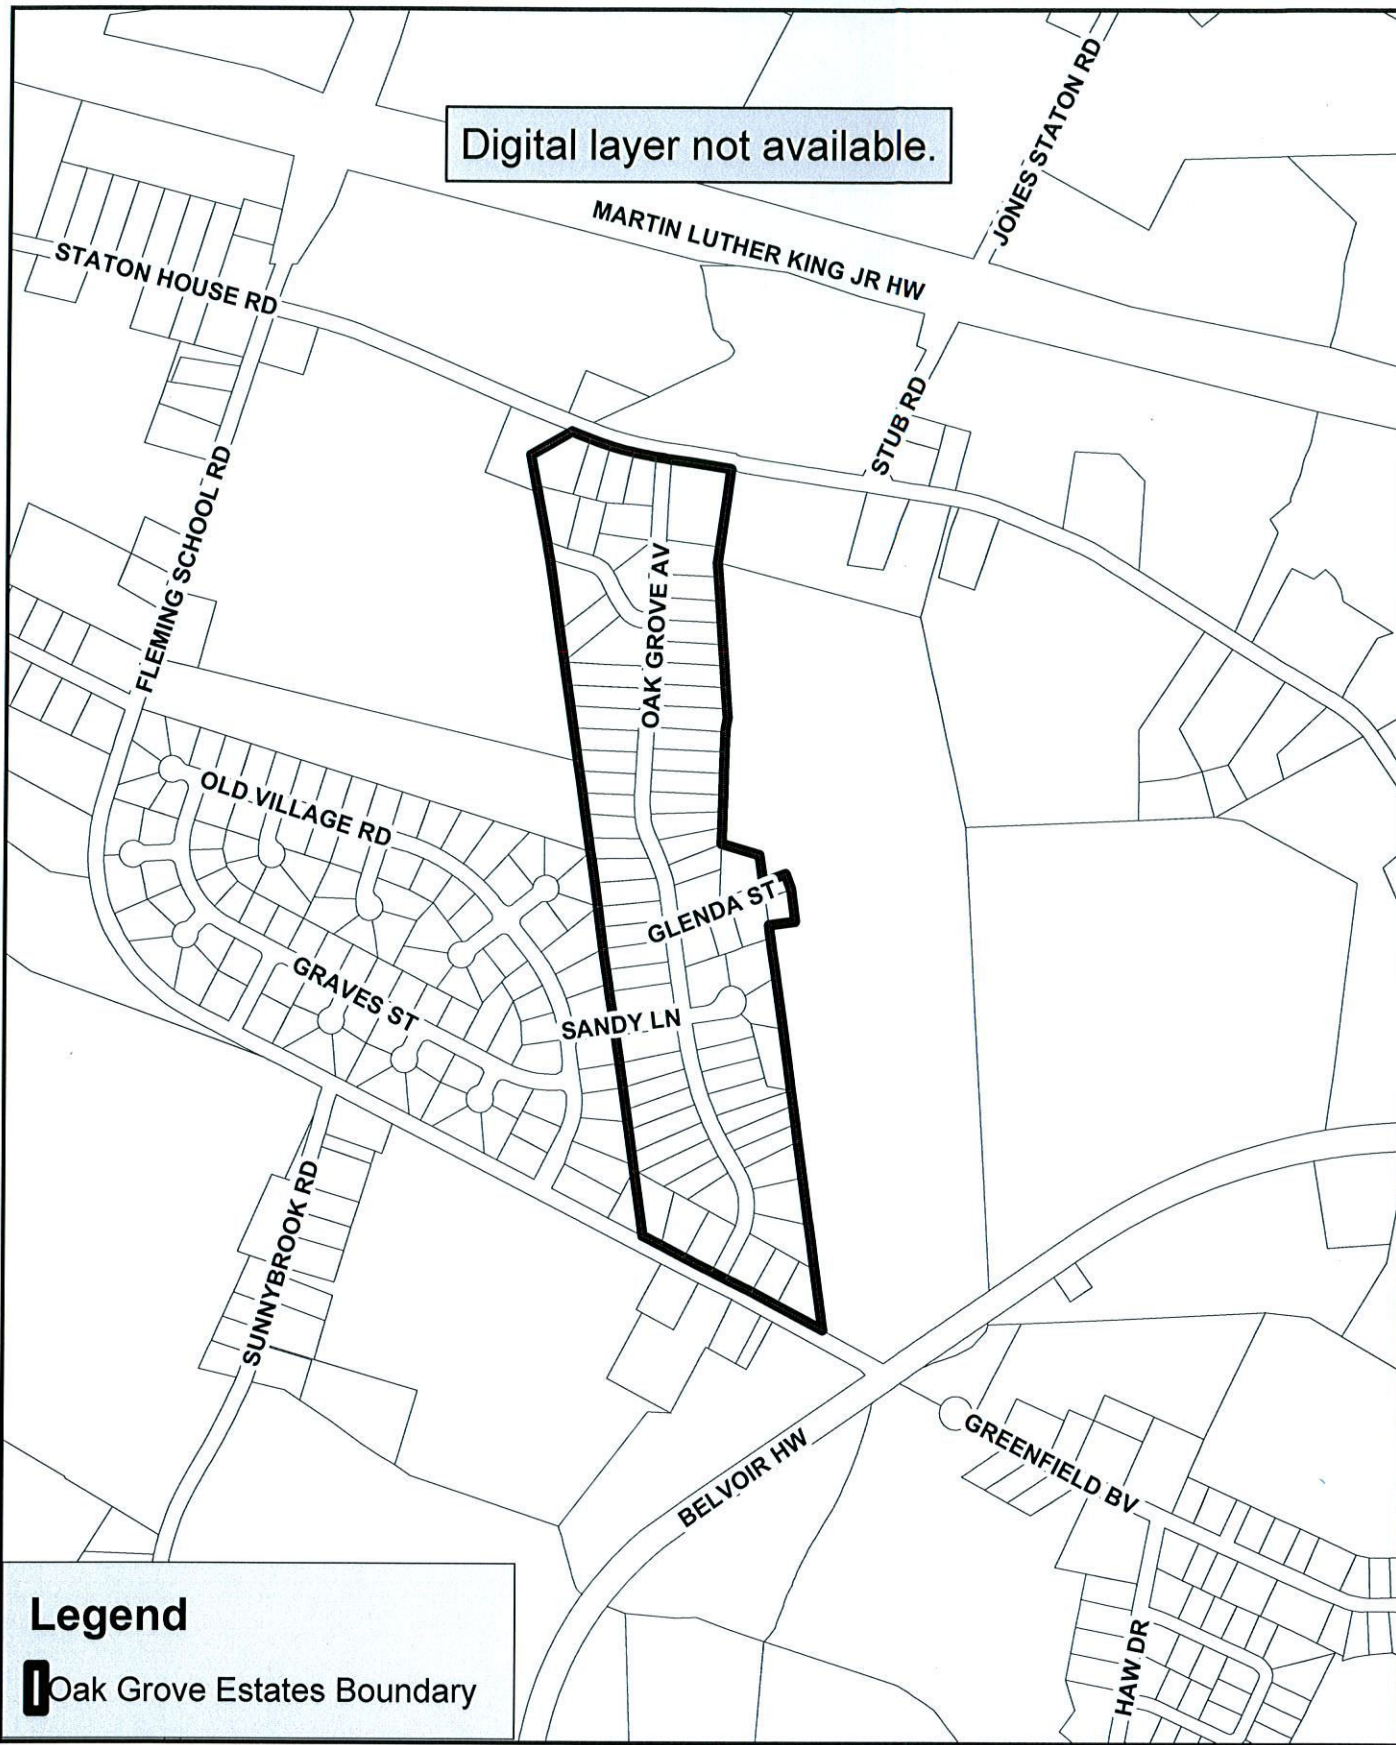 JONES STATON RD
Digital layer not available.
MARTIN LUTHER KING JR HW
STATON HOUSE RD
STUB RD
FLEMING SCHOOL RD
OAK GROVE AV
OLD VILLAGE RD
GLENDA ST
GRAVES ST
SANDY LN
SUNNYBROOK RD
BELVOIR HW
GREENFIELD BV
HAW DR
Legend
Oak Grove Estates Boundary